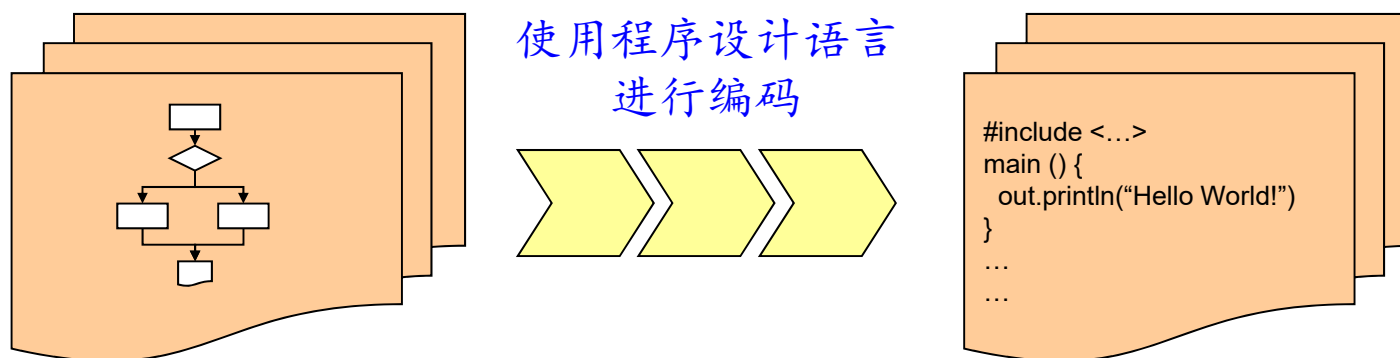 使用程序设计语言
进行编码
#include <…>
main () {
  out.println(“Hello World!”)
}
…
…